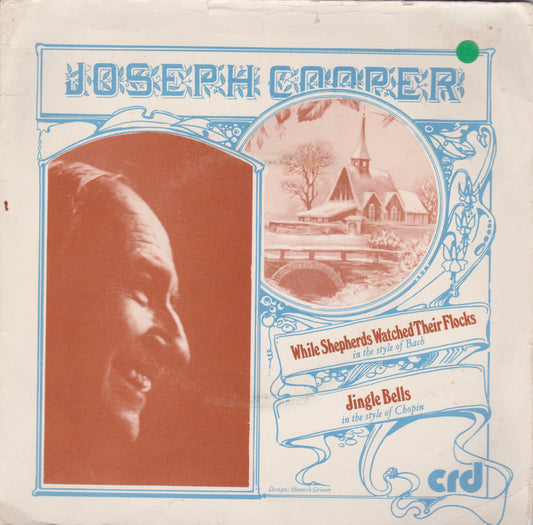 JOSEPH COOPER
While Shepherds Watched Their Flocks
in the style of Bach
Jingle Bells
in the style of Chopin
Design: Hamish Grimes
crd